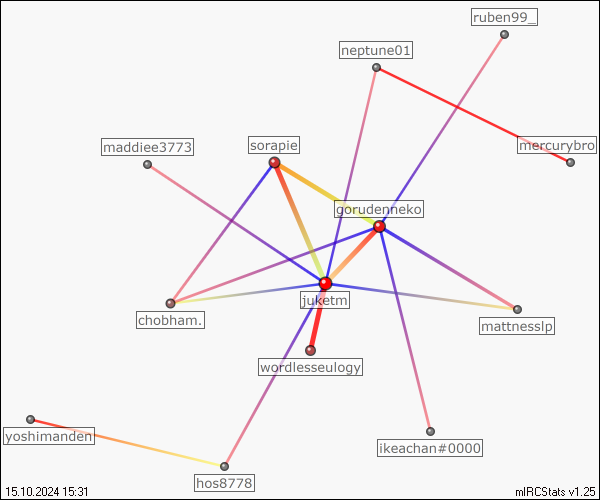 ruben99_
neptune01
mercurybro
maddiee3773
sorapie
gorudenneko
juketm
chobham.
mattnesslp
wordlesseulogy
yoshimanden
ikeachan#0000
hos8778
15.10.2024 15:31
mIRCStats v1.25